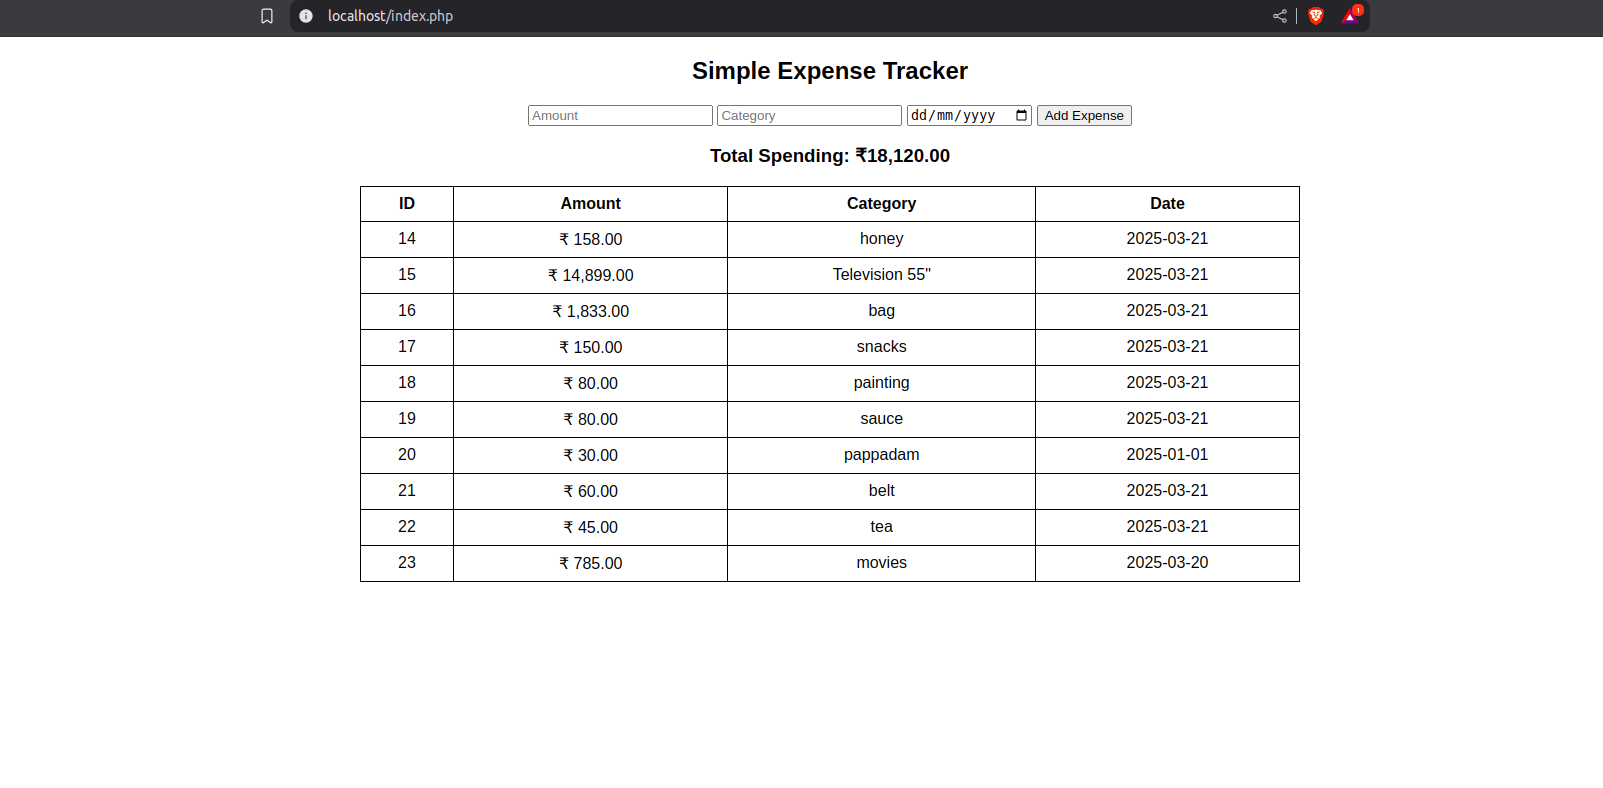 localhost/index.php
1
Simple Expense Tracker
Amount Category dd/mm/yyyy Add Expense
Total Spending: ₹18,120.00
ID Amount Category Date
14 ₹ 158.00 honey 2025-03-21
15 ₹ 14,899.00 Television 55" 2025-03-21
16 ₹ 1,833.00 bag 2025-03-21
17 ₹ 150.00 snacks 2025-03-21
18 ₹ 80.00 painting 2025-03-21
19 ₹ 80.00 sauce 2025-03-21
20 ₹ 30.00 pappadam 2025-01-01
21 ₹ 60.00 belt 2025-03-21
22 ₹ 45.00 tea 2025-03-21
23 ₹ 785.00 movies 2025-03-20